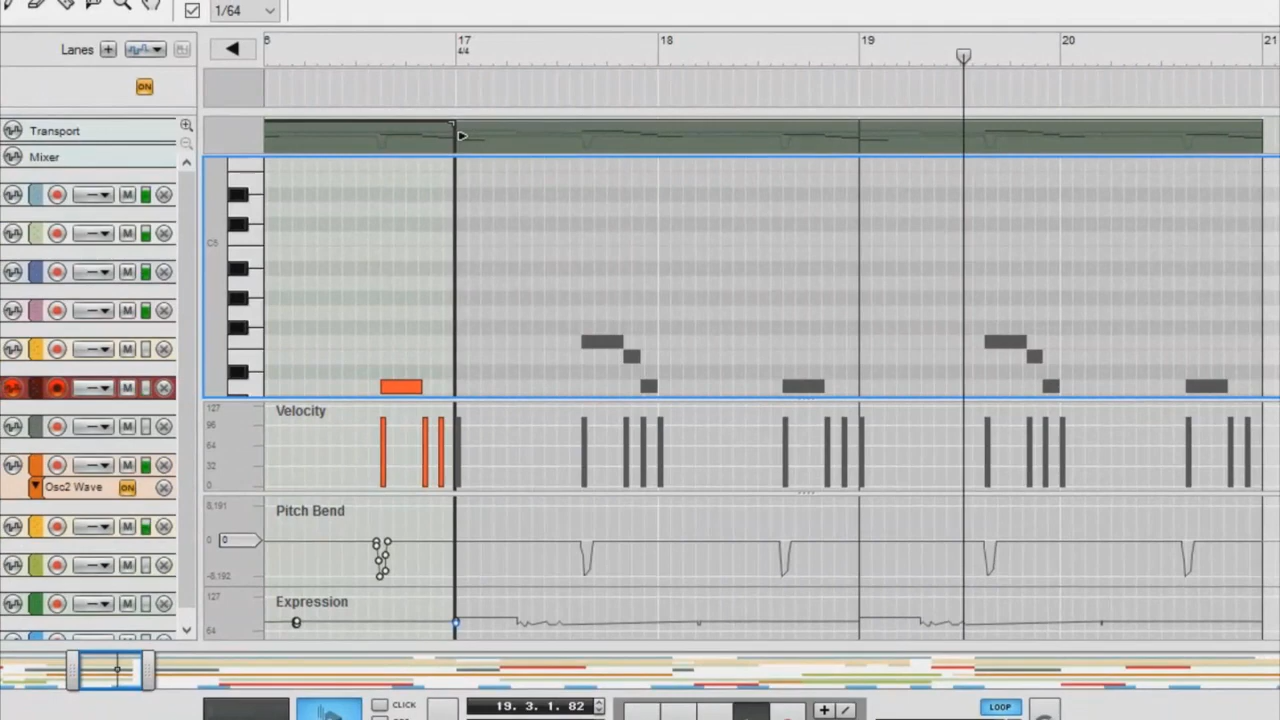 1/64
Lanes
6 17 18 19 20 21
4/4
ON
Transport
Mixer
C5
M
M
M
M
M
M
M
M
Osc2 Wave ON
M
M
M
Velocity
127
96
64
32
0
Pitch Bend
8,191
0 0
-8,192
Expression
127
64
CLICK
19. 3. 1. 82
LOOP